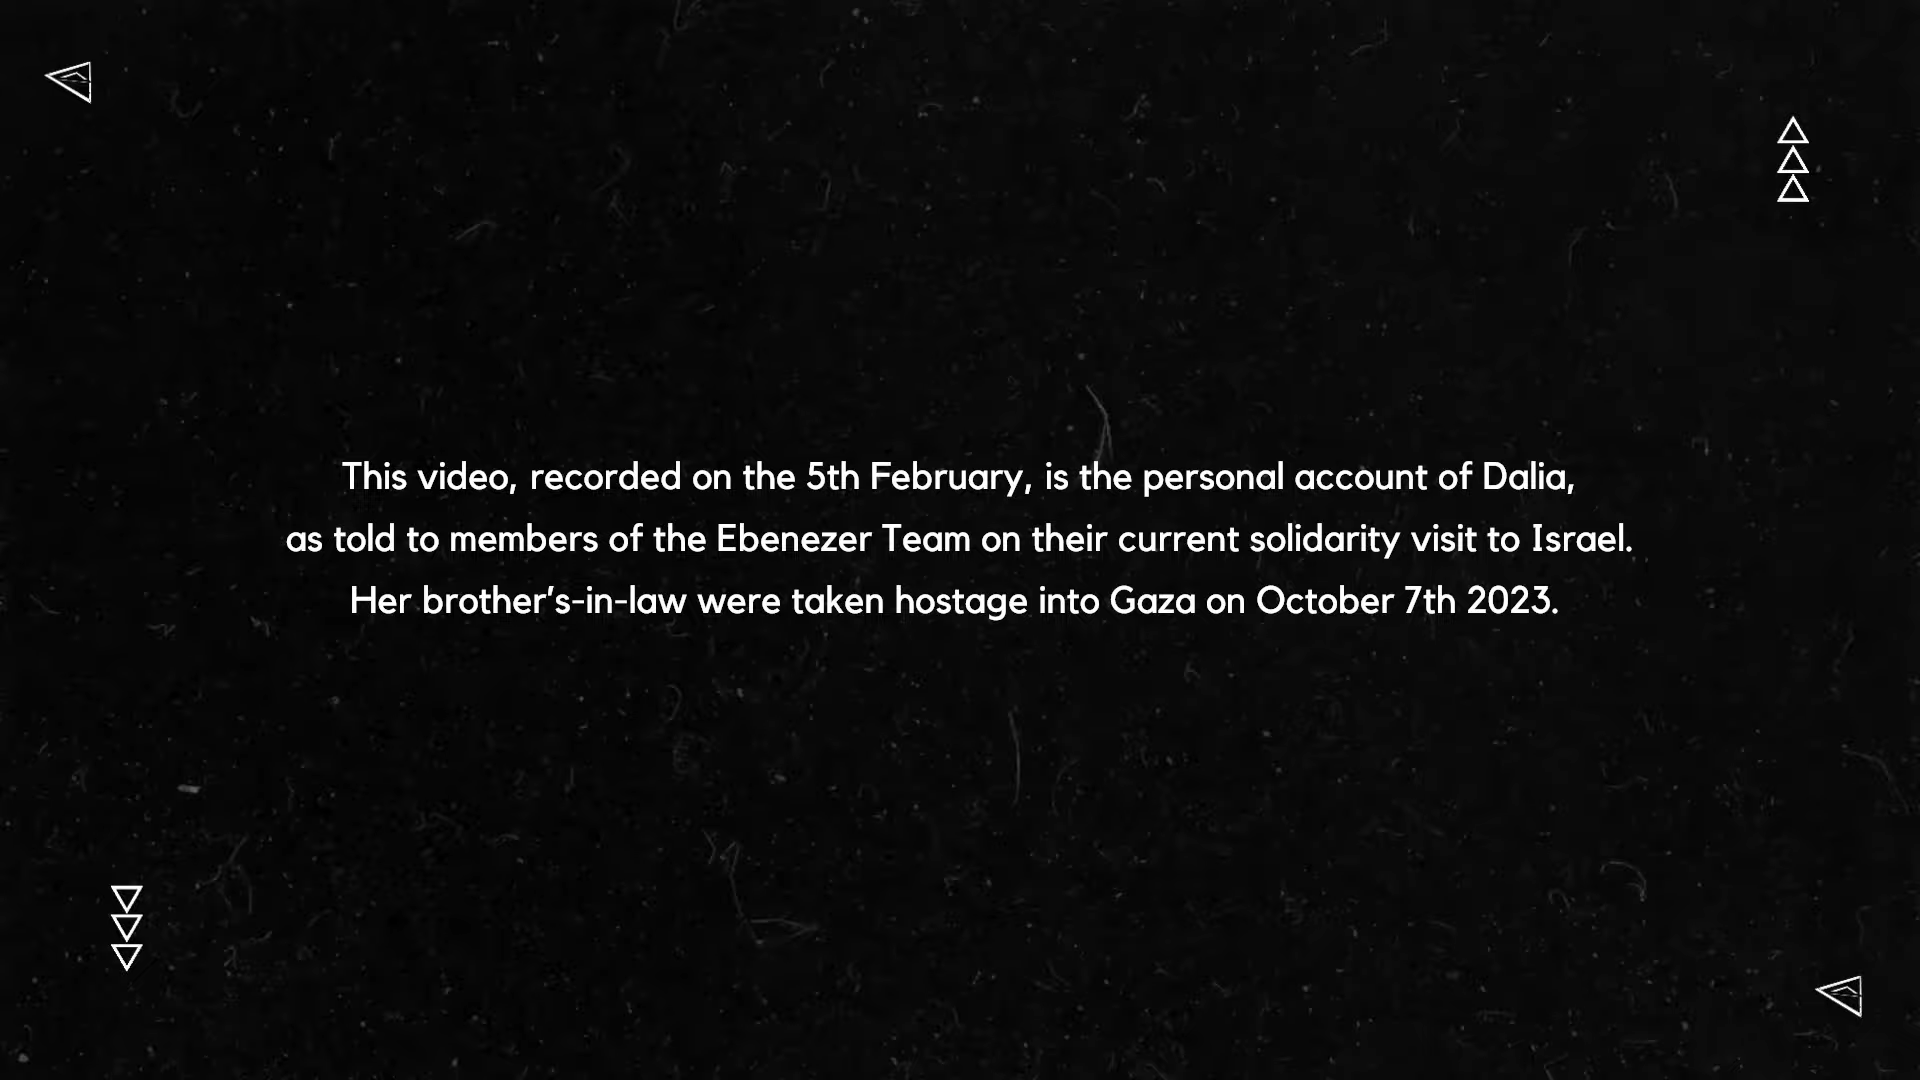 This video, recorded on the 5th February, is the personal account of Dalia,
as told to members of the Ebenezer Team on their current solidarity visit to Israel.
Her brother’s-in-law were taken hostage into Gaza on October 7th 2023.